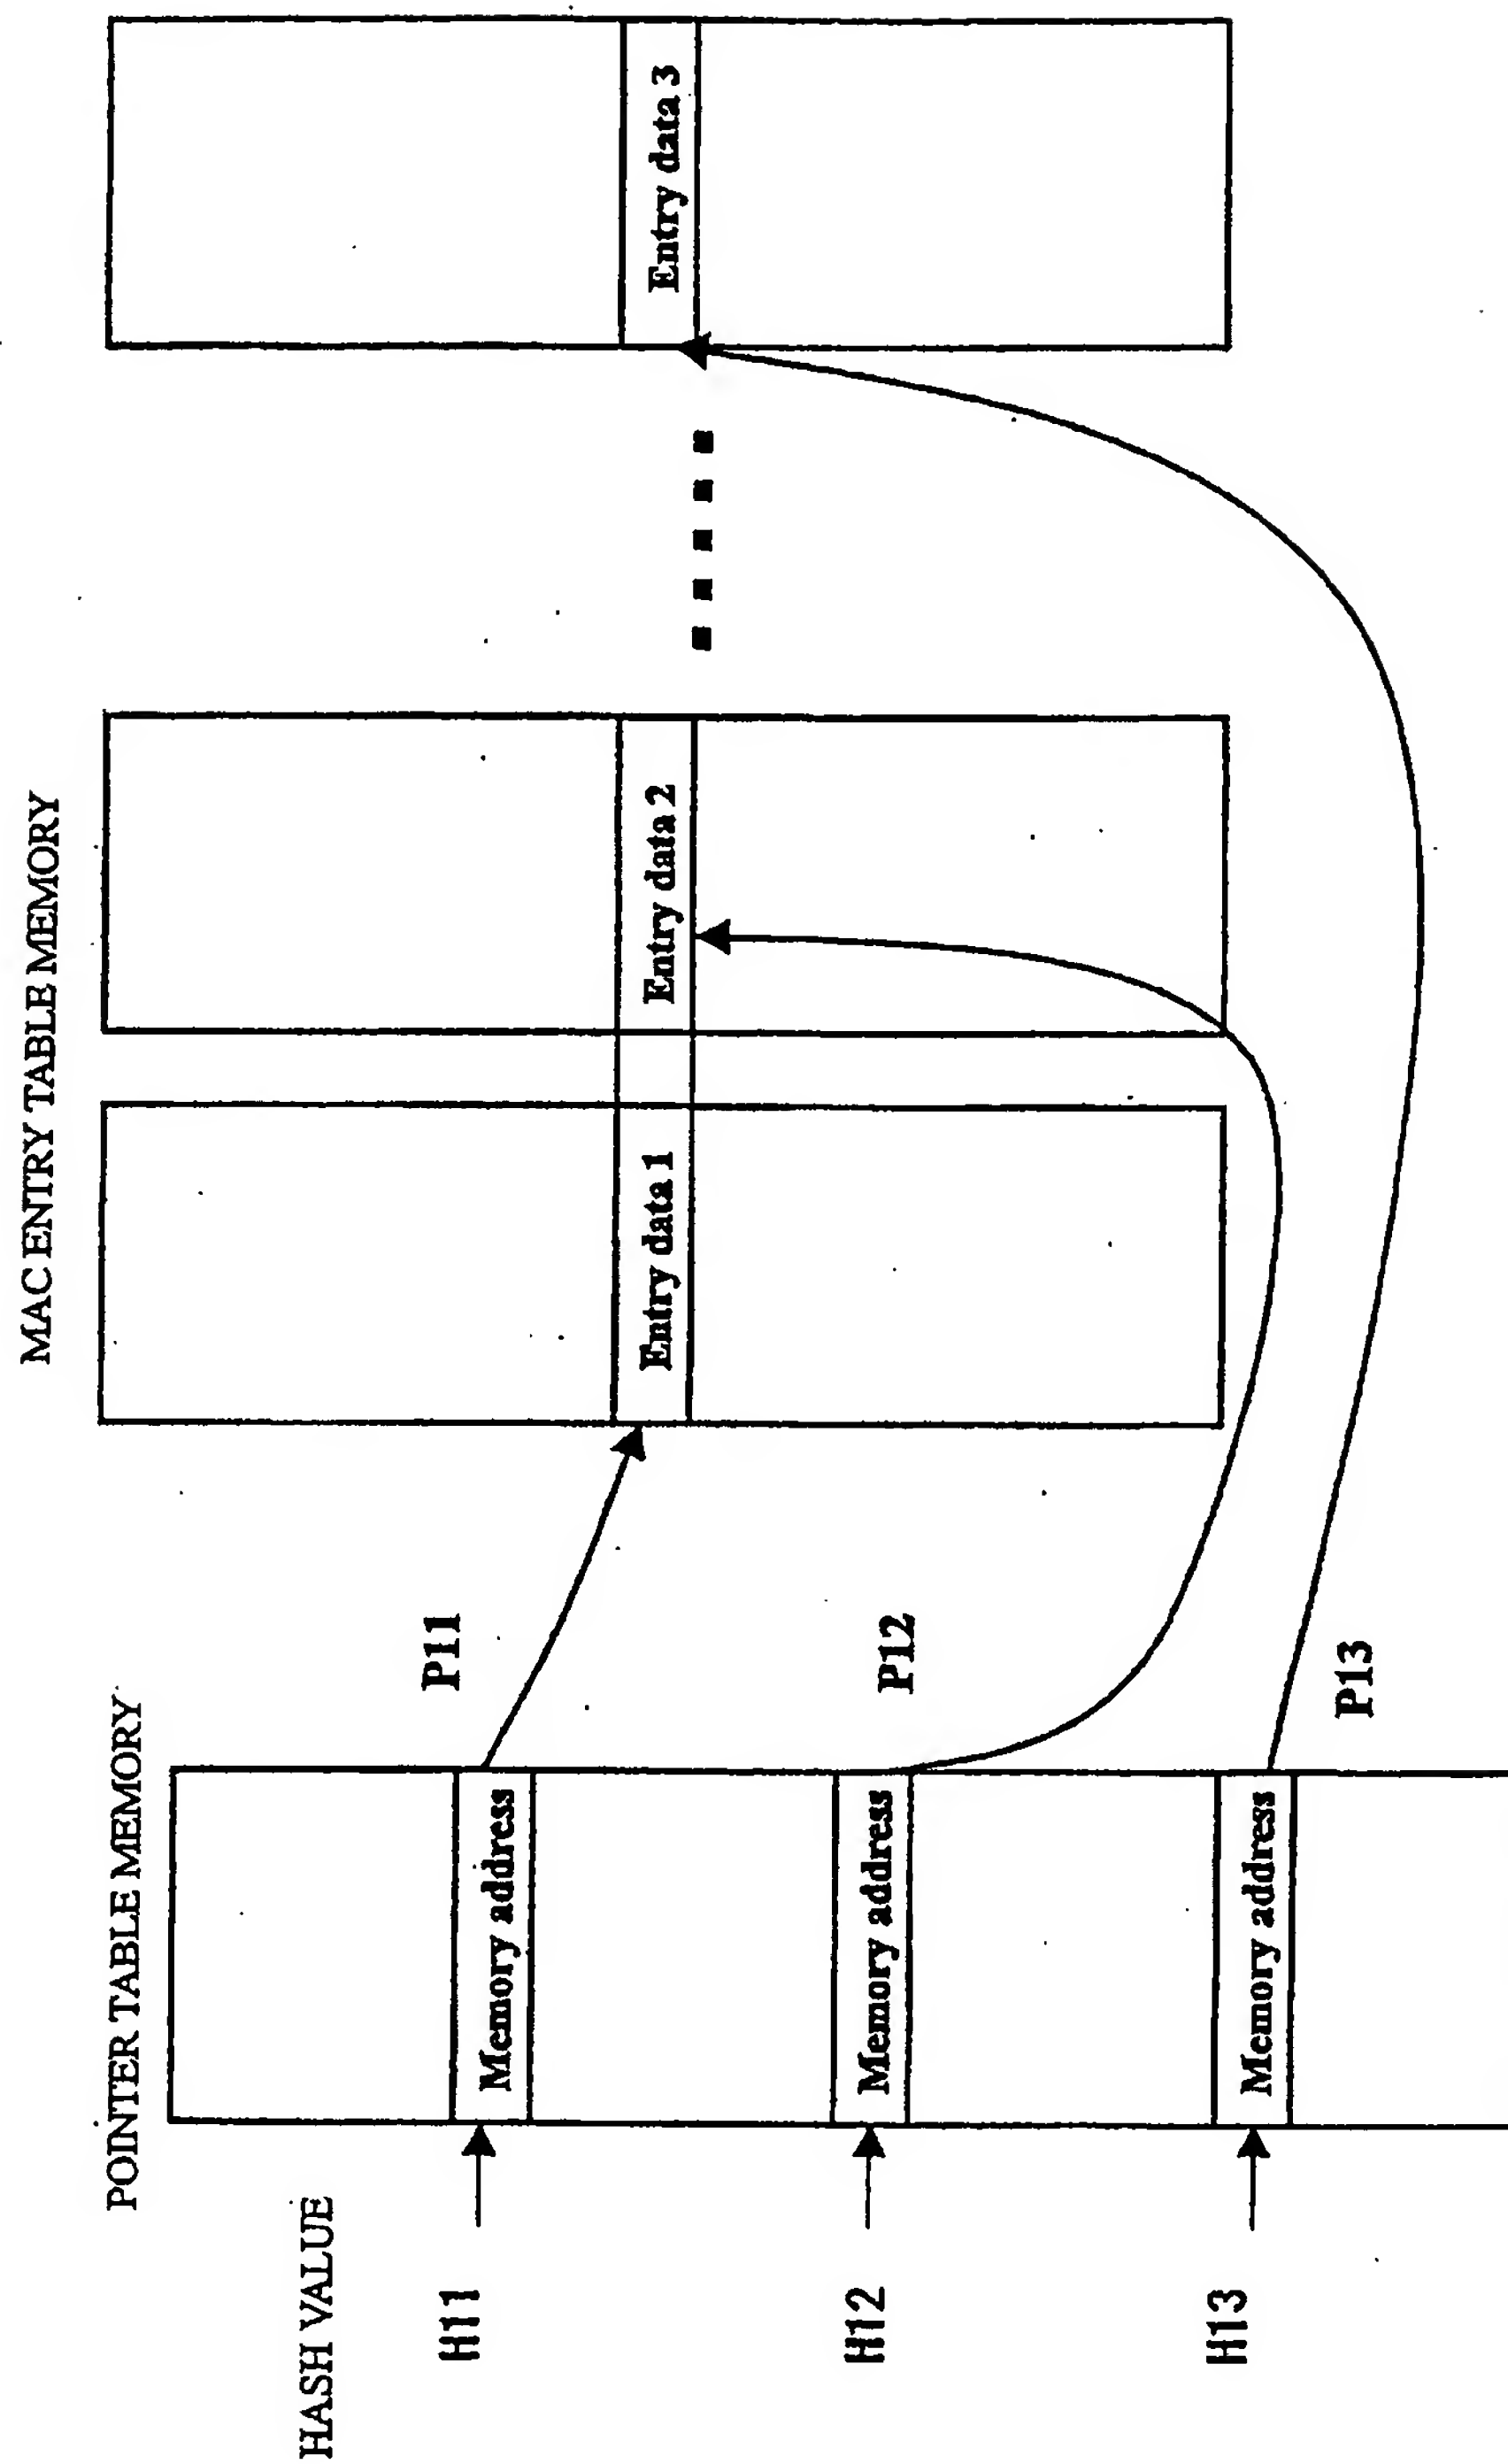 MAC ENTRY TABLE MEMORY
POINTER TABLE MEMORY
HASH VALUE
H11
Memory address
P11
Entry data 1
Entry data 2
Entry data 3
H12
Memory address
P12
H13
Memory address
P13